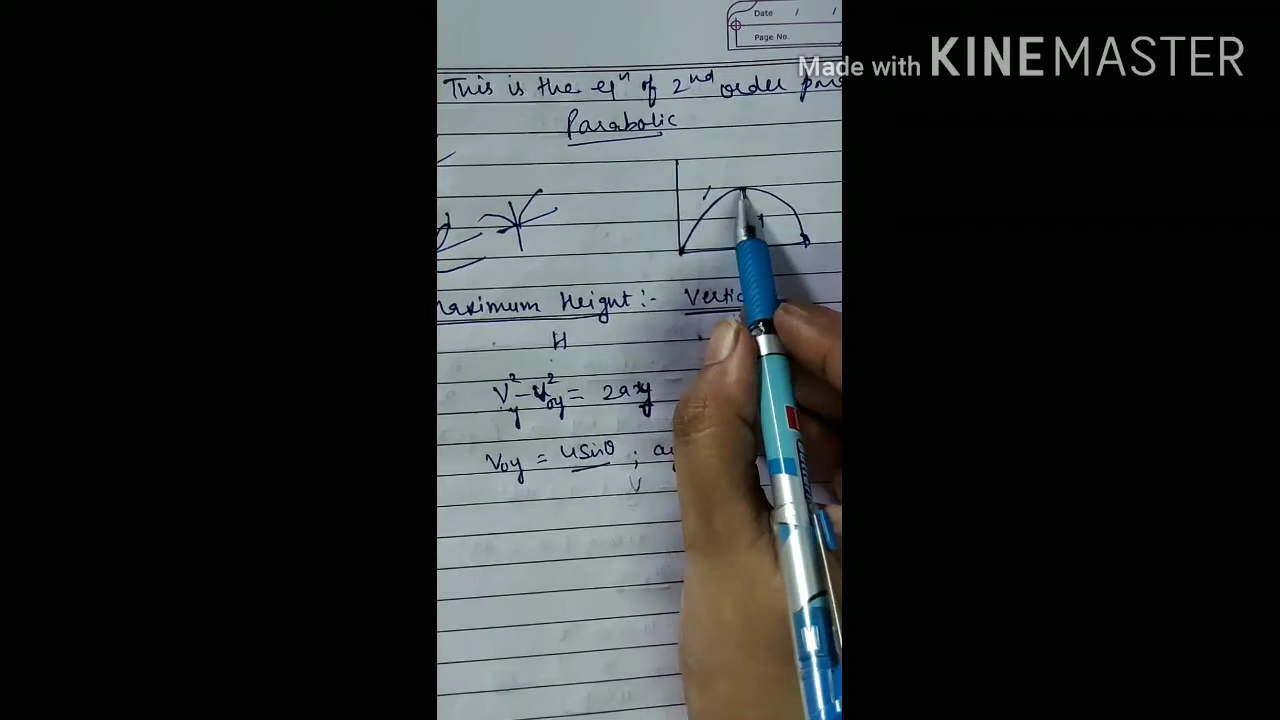 Date / /
Page No.
Made with KINEMASTER
This is the eqⁿ of 2nd order
Parabolic
Maximum Height :- Vertic
H
V²y - V²oy = 2a y
Voy = usinθ ; a
V